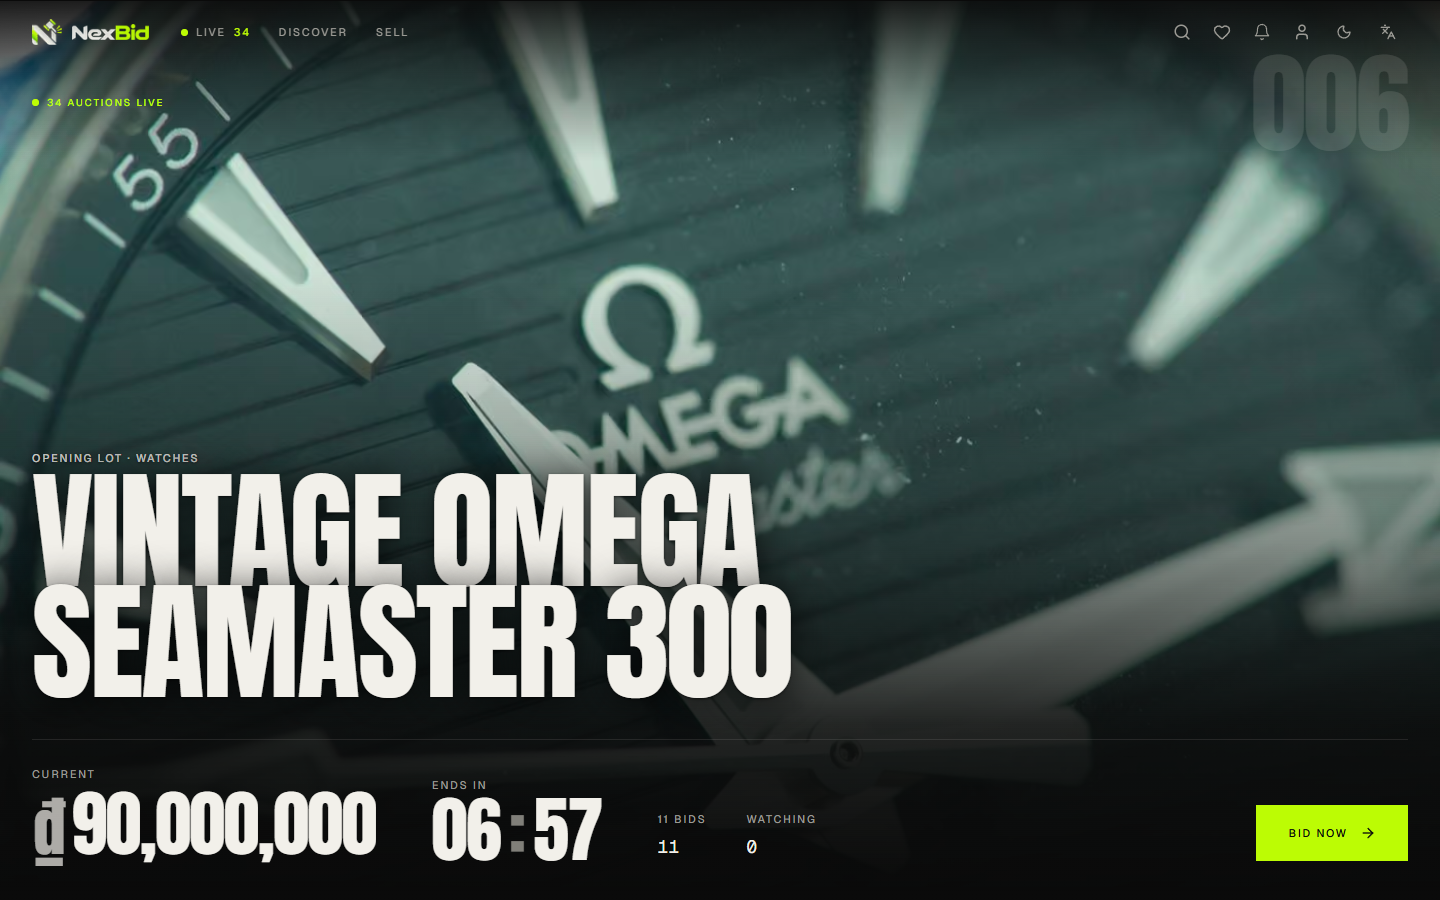 NexBid
LIVE 34
DISCOVER
SELL
006
34 AUCTIONS LIVE
55
Ω
OMEGA
OPENING LOT · WATCHES
VINTAGE OMEGA
SEAMASTER 300
CURRENT
₫90,000,000
ENDS IN
06:57
11 BIDS
11
WATCHING
0
BID NOW →